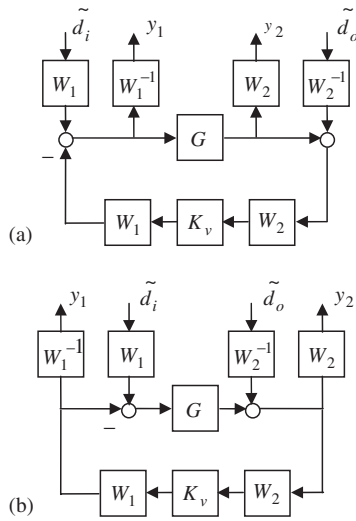 d̃_i y_1 y_2 d̃_o
W_1 W_1^{-1} W_2 W_2^{-1}
G
−
W_1 K_v W_2
(a)
y_1 d̃_i d̃_o y_2
W_1^{-1} W_1 W_2^{-1} W_2
G
−
W_1 K_v W_2
(b)